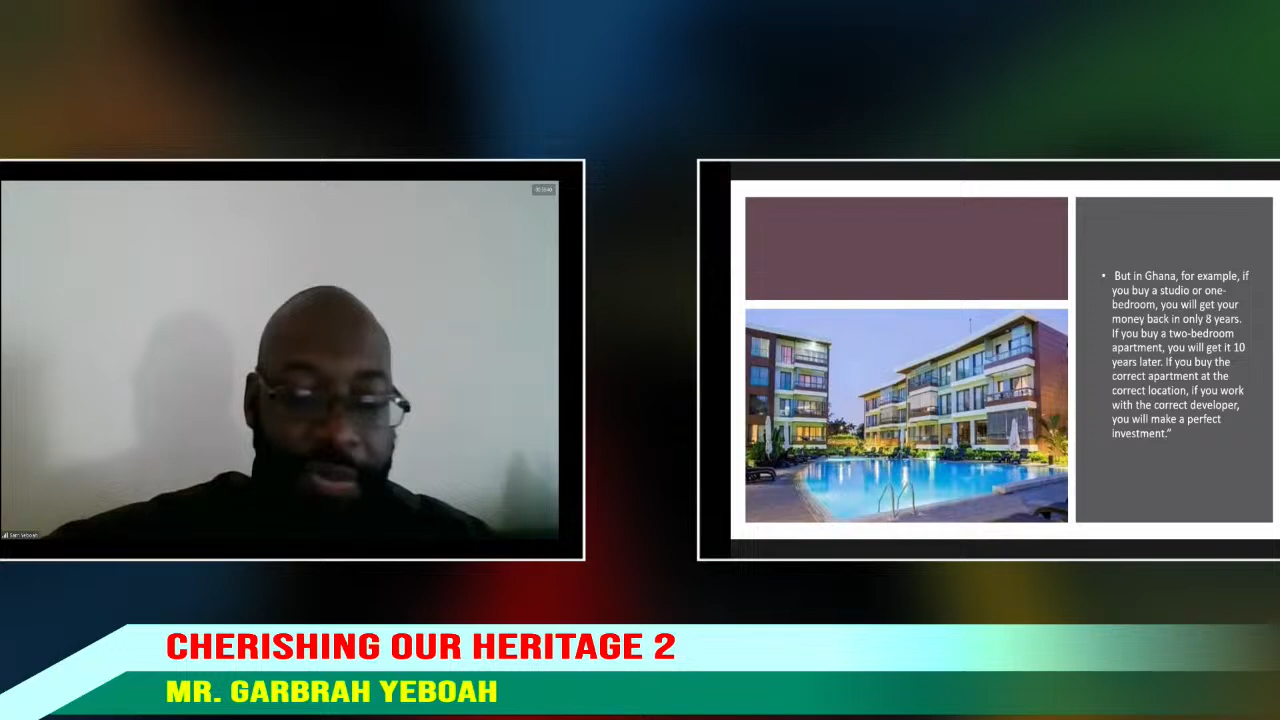 • But in Ghana, for example, if
you buy a studio or one-
bedroom, you will get your
money back in only 8 years.
If you buy a two-bedroom
apartment, you will get it 10
years later. If you buy the
correct apartment at the
correct location, if you work
with the correct developer,
you will make a perfect
investment.”
CHERISHING OUR HERITAGE 2
MR. GARBRAH YEBOAH